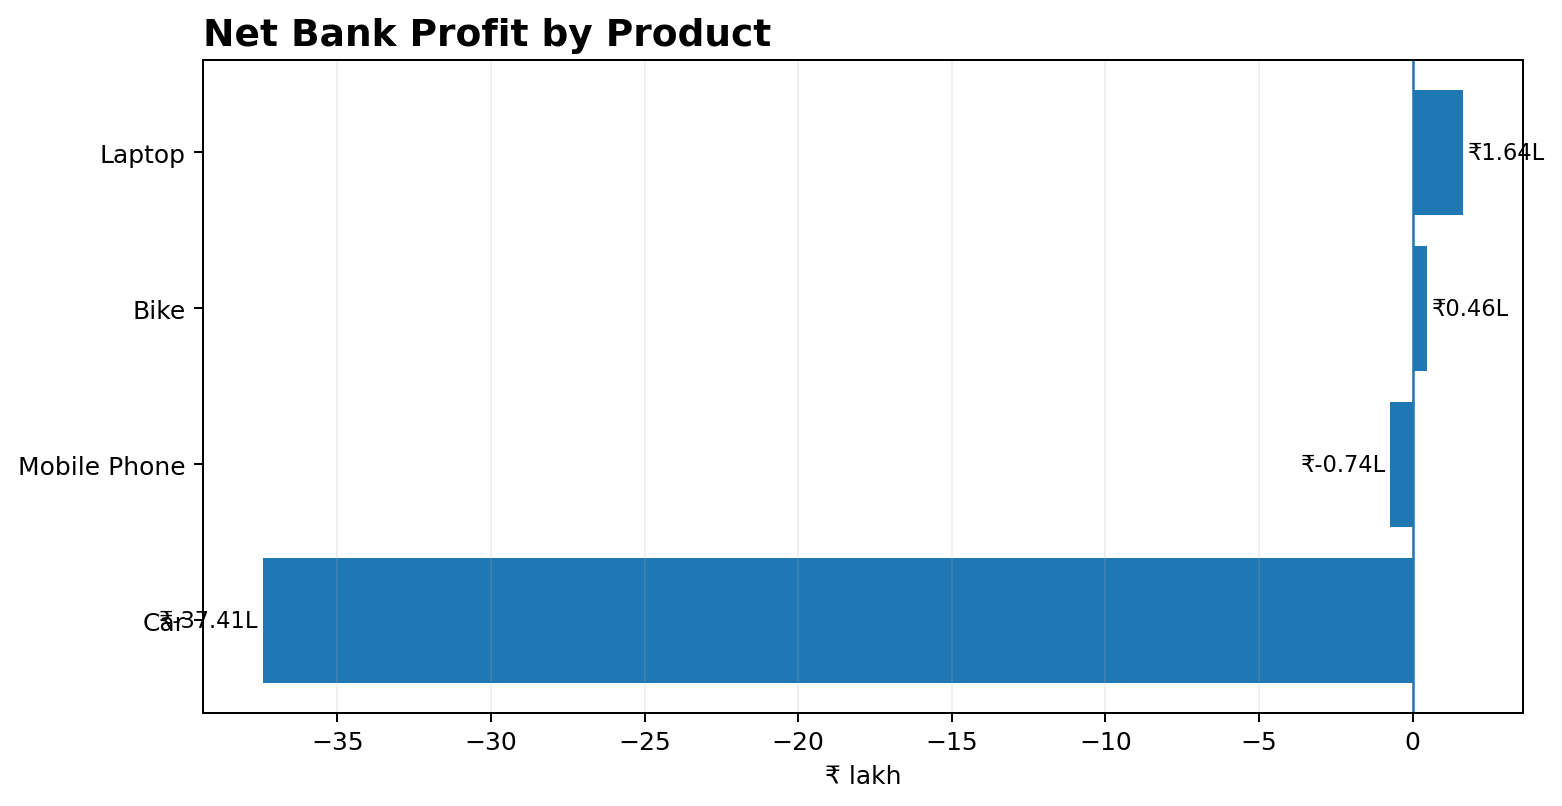 Net Bank Profit by Product
Laptop
₹1.64L
Bike
₹0.46L
Mobile Phone
₹-0.74L
Car
₹-37.41L
−35
−30
−25
−20
−15
−10
−5
0
₹ lakh